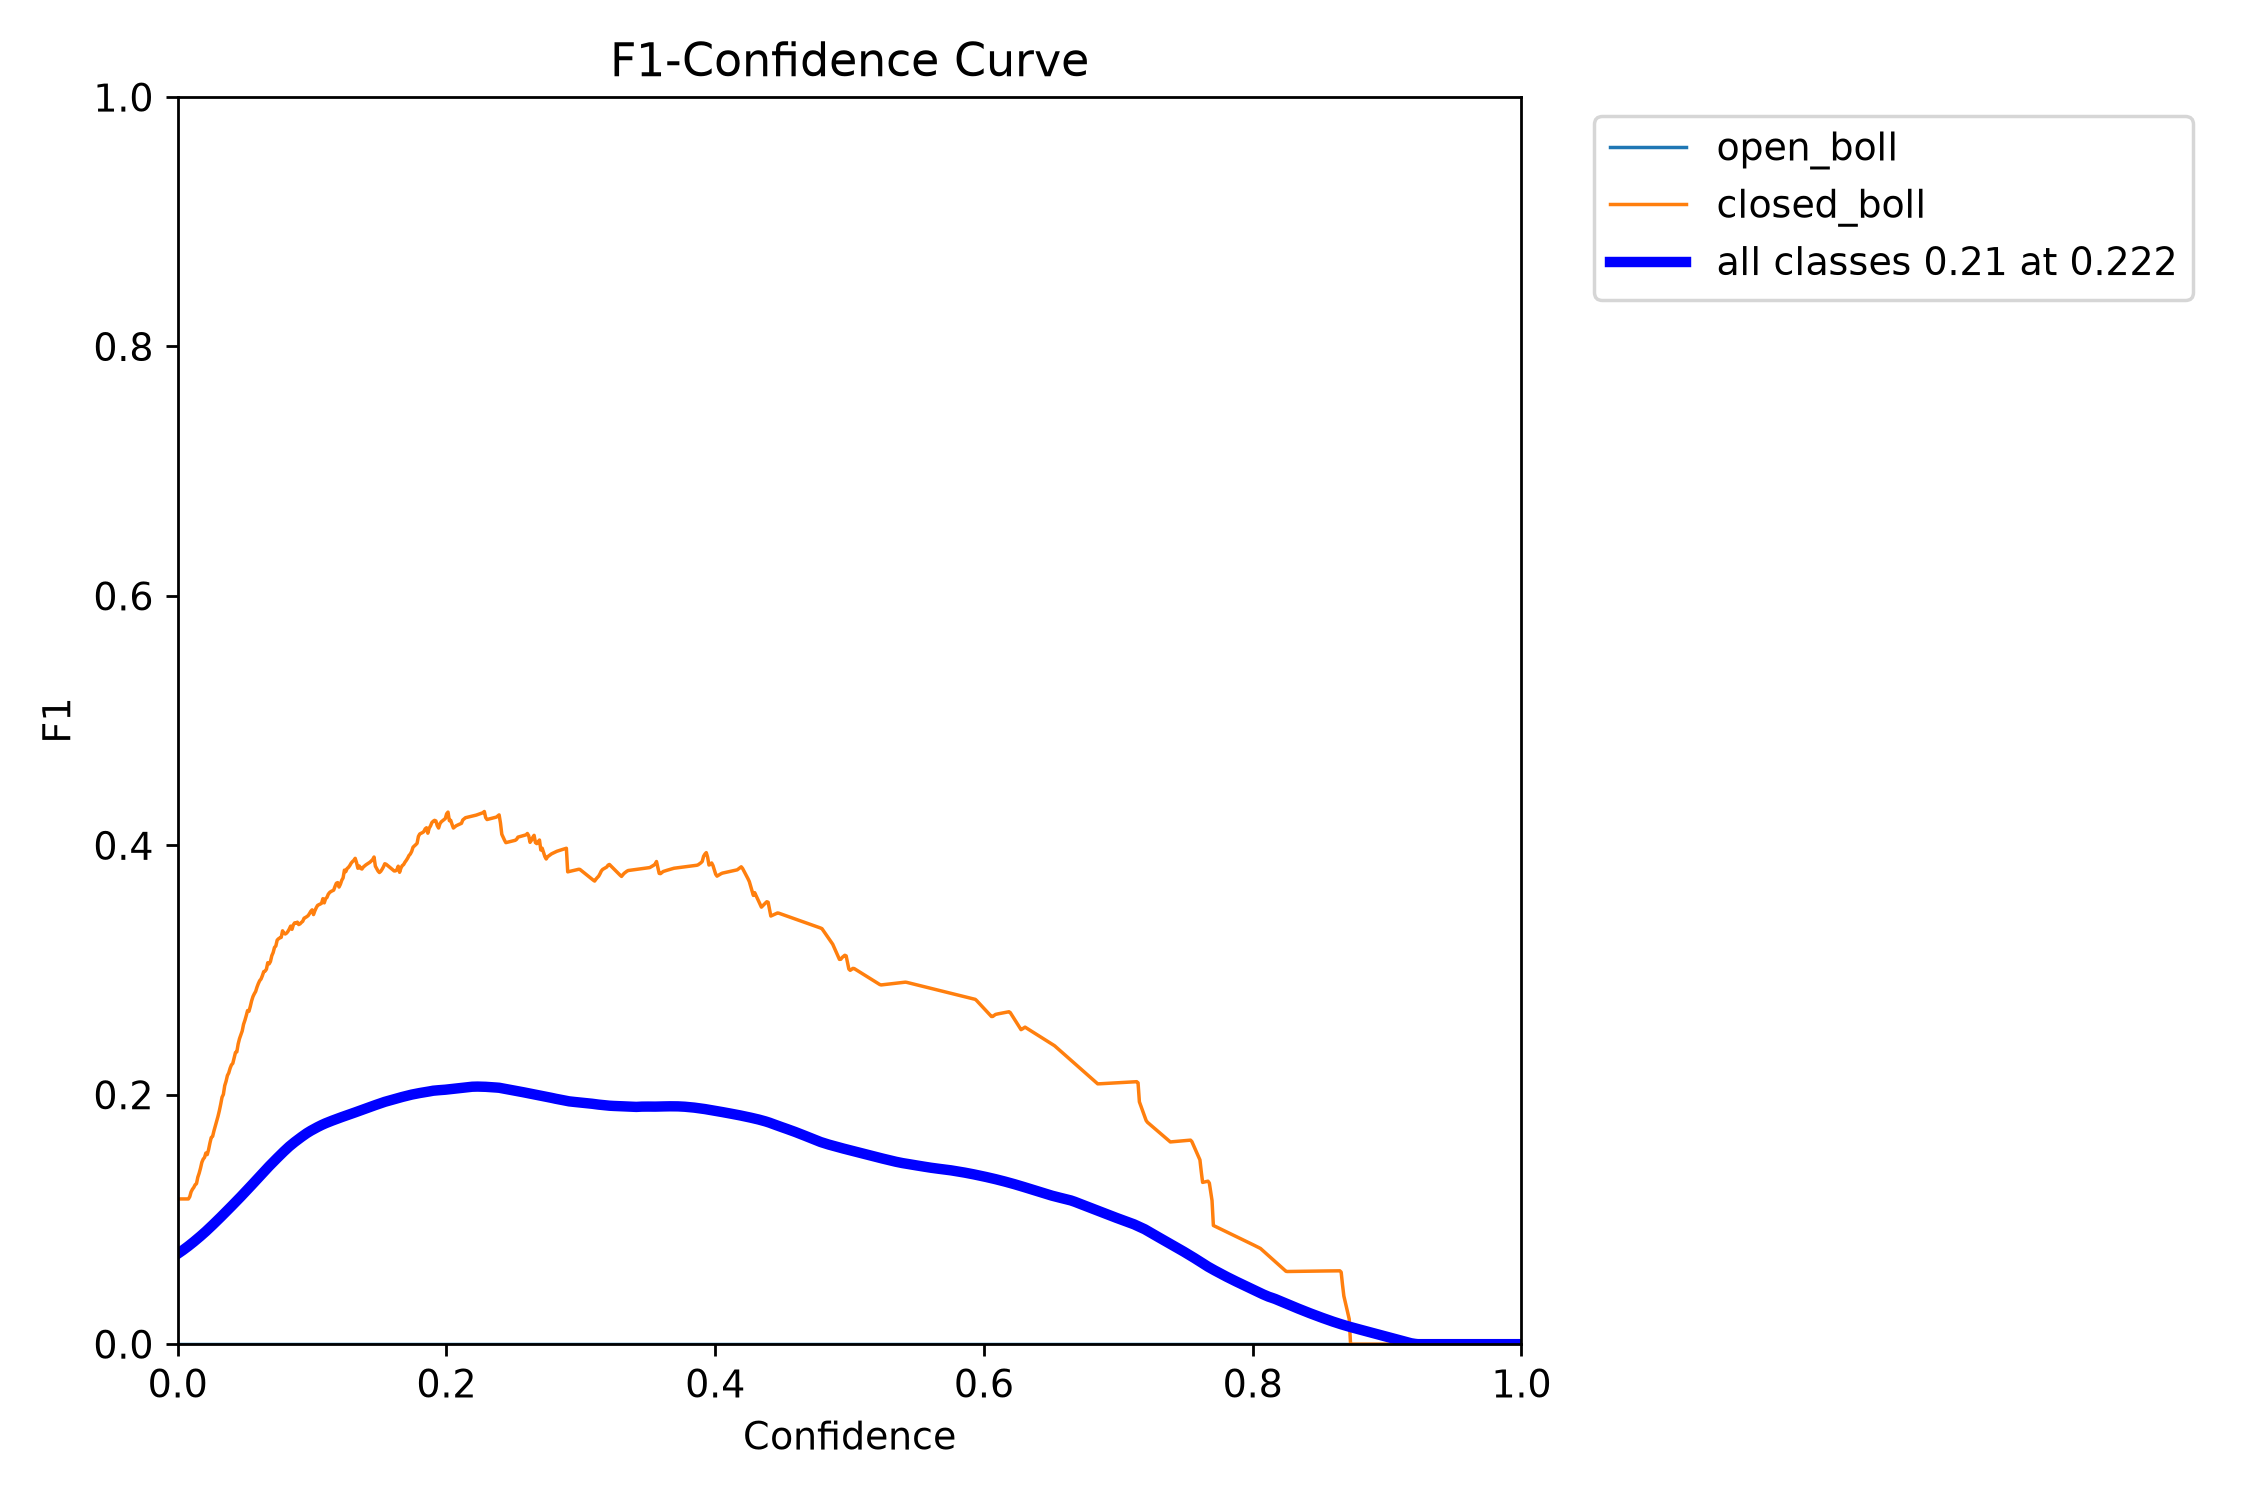 F1-Confidence Curve
1.0
0.8
0.6
0.4
0.2
0.0
F1
0.0 0.2 0.4 0.6 0.8 1.0
Confidence
open_boll
closed_boll
all classes 0.21 at 0.222